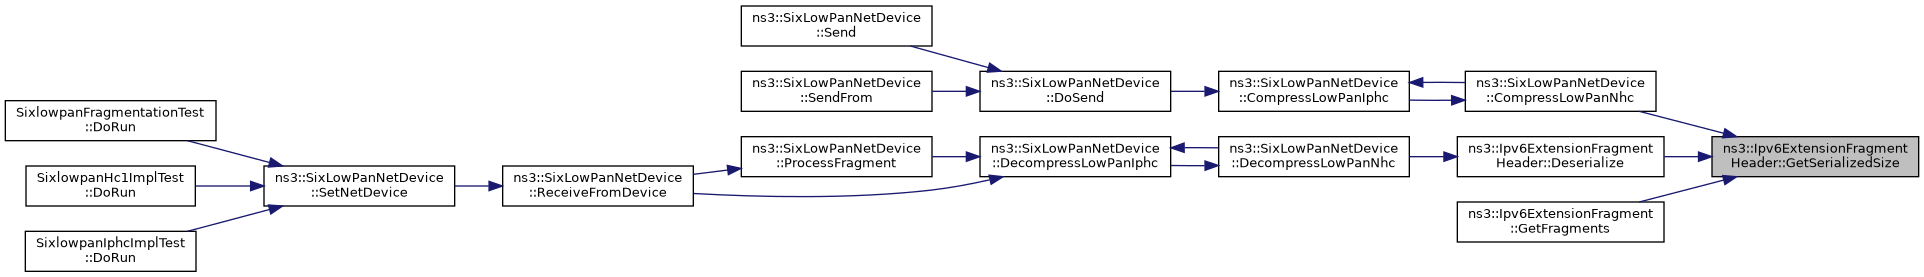 ns3::SixLowPanNetDevice
::Send
ns3::SixLowPanNetDevice
::SendFrom
ns3::SixLowPanNetDevice
::DoSend
ns3::SixLowPanNetDevice
::CompressLowPanIphc
ns3::SixLowPanNetDevice
::CompressLowPanNhc
SixlowpanFragmentationTest
::DoRun
SixlowpanHc1ImplTest
::DoRun
SixlowpanIphcImplTest
::DoRun
ns3::SixLowPanNetDevice
::SetNetDevice
ns3::SixLowPanNetDevice
::ReceiveFromDevice
ns3::SixLowPanNetDevice
::ProcessFragment
ns3::SixLowPanNetDevice
::DecompressLowPanIphc
ns3::SixLowPanNetDevice
::DecompressLowPanNhc
ns3::Ipv6ExtensionFragment
Header::Deserialize
ns3::Ipv6ExtensionFragment
Header::GetSerializedSize
ns3::Ipv6ExtensionFragment
::GetFragments